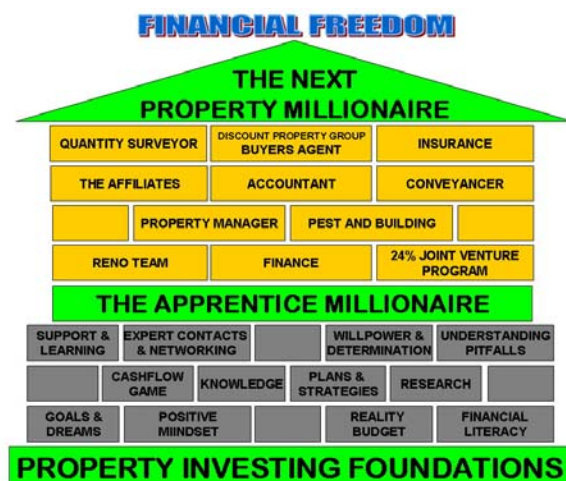 FINANCIAL FREEDOM
THE NEXT
PROPERTY MILLIONAIRE
QUANTITY SURVEYOR
DISCOUNT PROPERTY GROUP
BUYERS AGENT
INSURANCE
THE AFFILIATES
ACCOUNTANT
CONVEYANCER
PROPERTY MANAGER
PEST AND BUILDING
RENO TEAM
FINANCE
24% JOINT VENTURE
PROGRAM
THE APPRENTICE MILLIONAIRE
SUPPORT &
LEARNING
EXPERT CONTACTS
& NETWORKING
WILLPOWER &
DETERMINATION
UNDERSTANDING
PITFALLS
CASHFLOW
GAME
KNOWLEDGE
PLANS &
STRATEGIES
RESEARCH
GOALS &
DREAMS
POSITIVE
MIINDSET
REALITY
BUDGET
FINANCIAL
LITERACY
PROPERTY INVESTING FOUNDATIONS